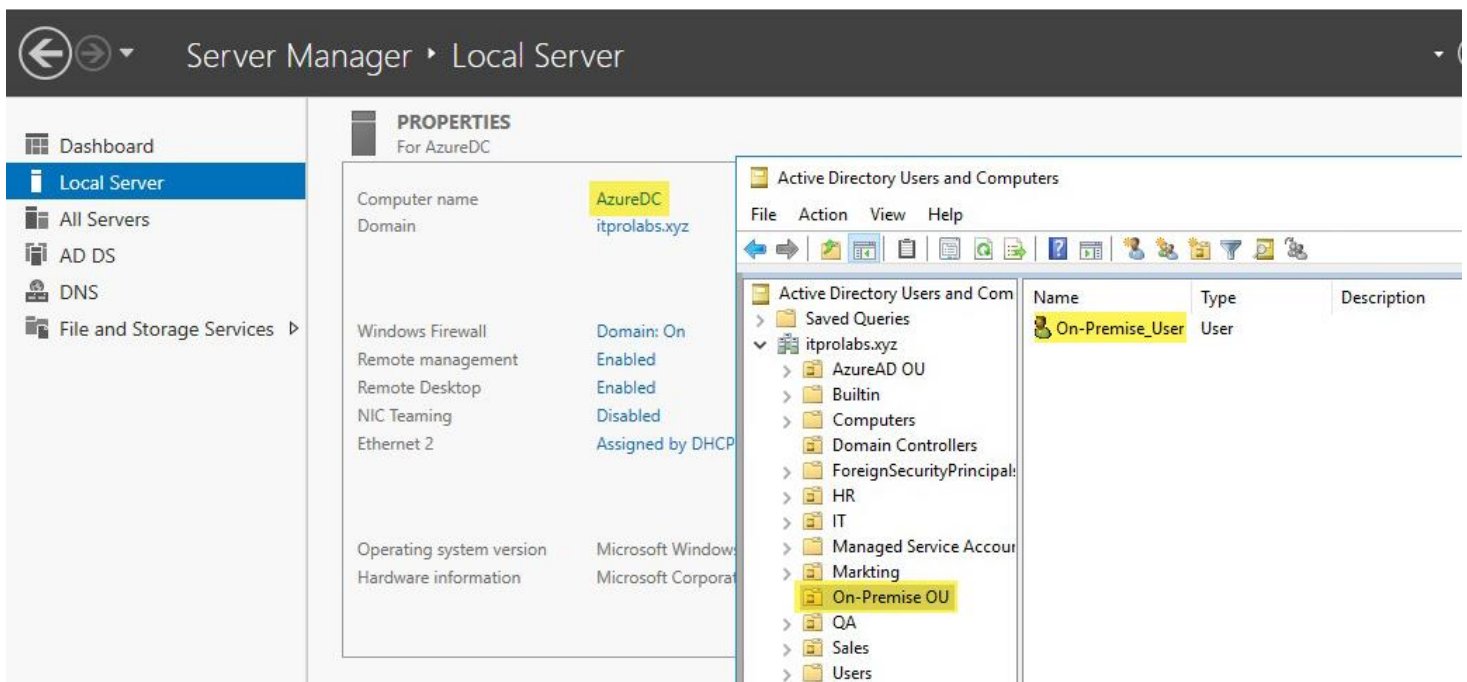 Server Manager ‣ Local Server
Dashboard
Local Server
All Servers
AD DS
DNS
File and Storage Services
PROPERTIES
For AzureDC
Computer name AzureDC
Domain itprolabs.xyz
Windows Firewall Domain: On
Remote management Enabled
Remote Desktop Enabled
NIC Teaming Disabled
Ethernet 2 Assigned by DHCP
Operating system version Microsoft Windows
Hardware information Microsoft Corporat
Active Directory Users and Computers
File Action View Help
Active Directory Users and Com
Saved Queries
itprolabs.xyz
AzureAD OU
Builtin
Computers
Domain Controllers
ForeignSecurityPrincipals
HR
IT
Managed Service Accour
Markting
On-Premise OU
QA
Sales
Users
Name Type Description
On-Premise_User User